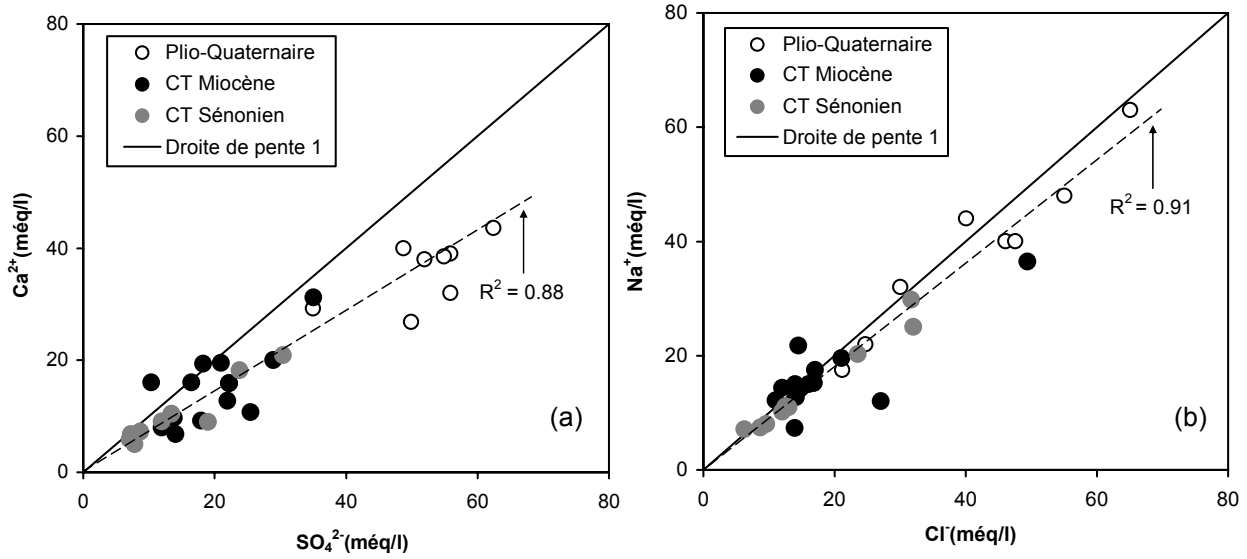 80
60
40
20
0
Ca²⁺(méq/l)
Plio-Quaternaire
CT Miocène
CT Sénonien
Droite de pente 1
R² = 0.88
(a)
0 20 40 60 80
SO₄²⁻(méq/l)
80
60
40
20
0
Na⁺(méq/l)
Plio-Quaternaire
CT Miocène
CT Sénonien
Droite de pente 1
R² = 0.91
(b)
0 20 40 60 80
Cl⁻(méq/l)